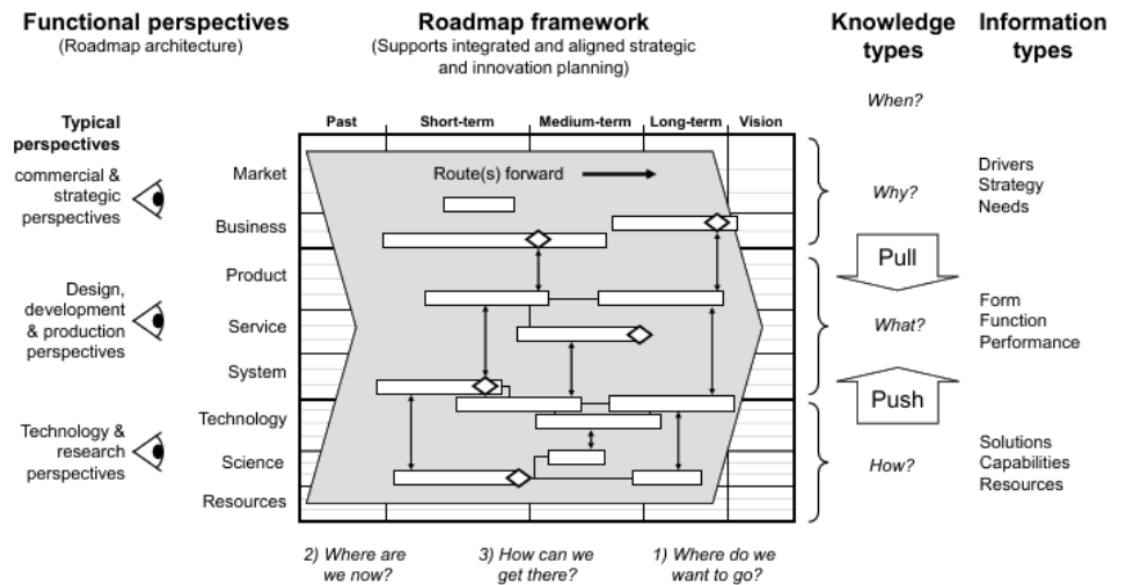 Functional perspectives
(Roadmap architecture)
Roadmap framework
(Supports integrated and aligned strategic
and innovation planning)
Knowledge
types
Information
types
When?
Typical
perspectives
Past
Short-term
Medium-term
Long-term
Vision
commercial &
strategic
perspectives
Market
Business
Route(s) forward
Why?
Drivers
Strategy
Needs
Pull
Design,
development
& production
perspectives
Product
Service
System
What?
Form
Function
Performance
Push
Technology &
research
perspectives
Technology
Science
Resources
How?
Solutions
Capabilities
Resources
2) Where are
we now?
3) How can we
get there?
1) Where do we
want to go?